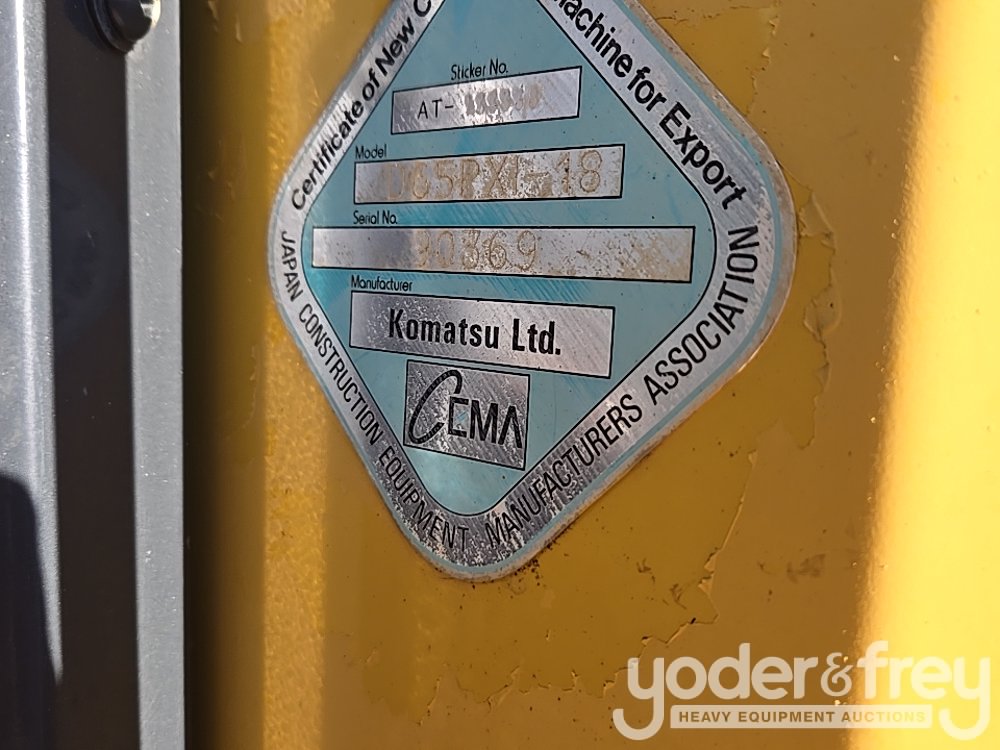 Certificate of New
Machine for Export
Sticker No.
AT-
Model
D65PXI-18
Serial No.
90369
Manufacturer
Komatsu Ltd.
CEMA
JAPAN CONSTRUCTION EQUIPMENT MANUFACTURERS ASSOCIATION
yoder&frey
HEAVY EQUIPMENT AUCTIONS